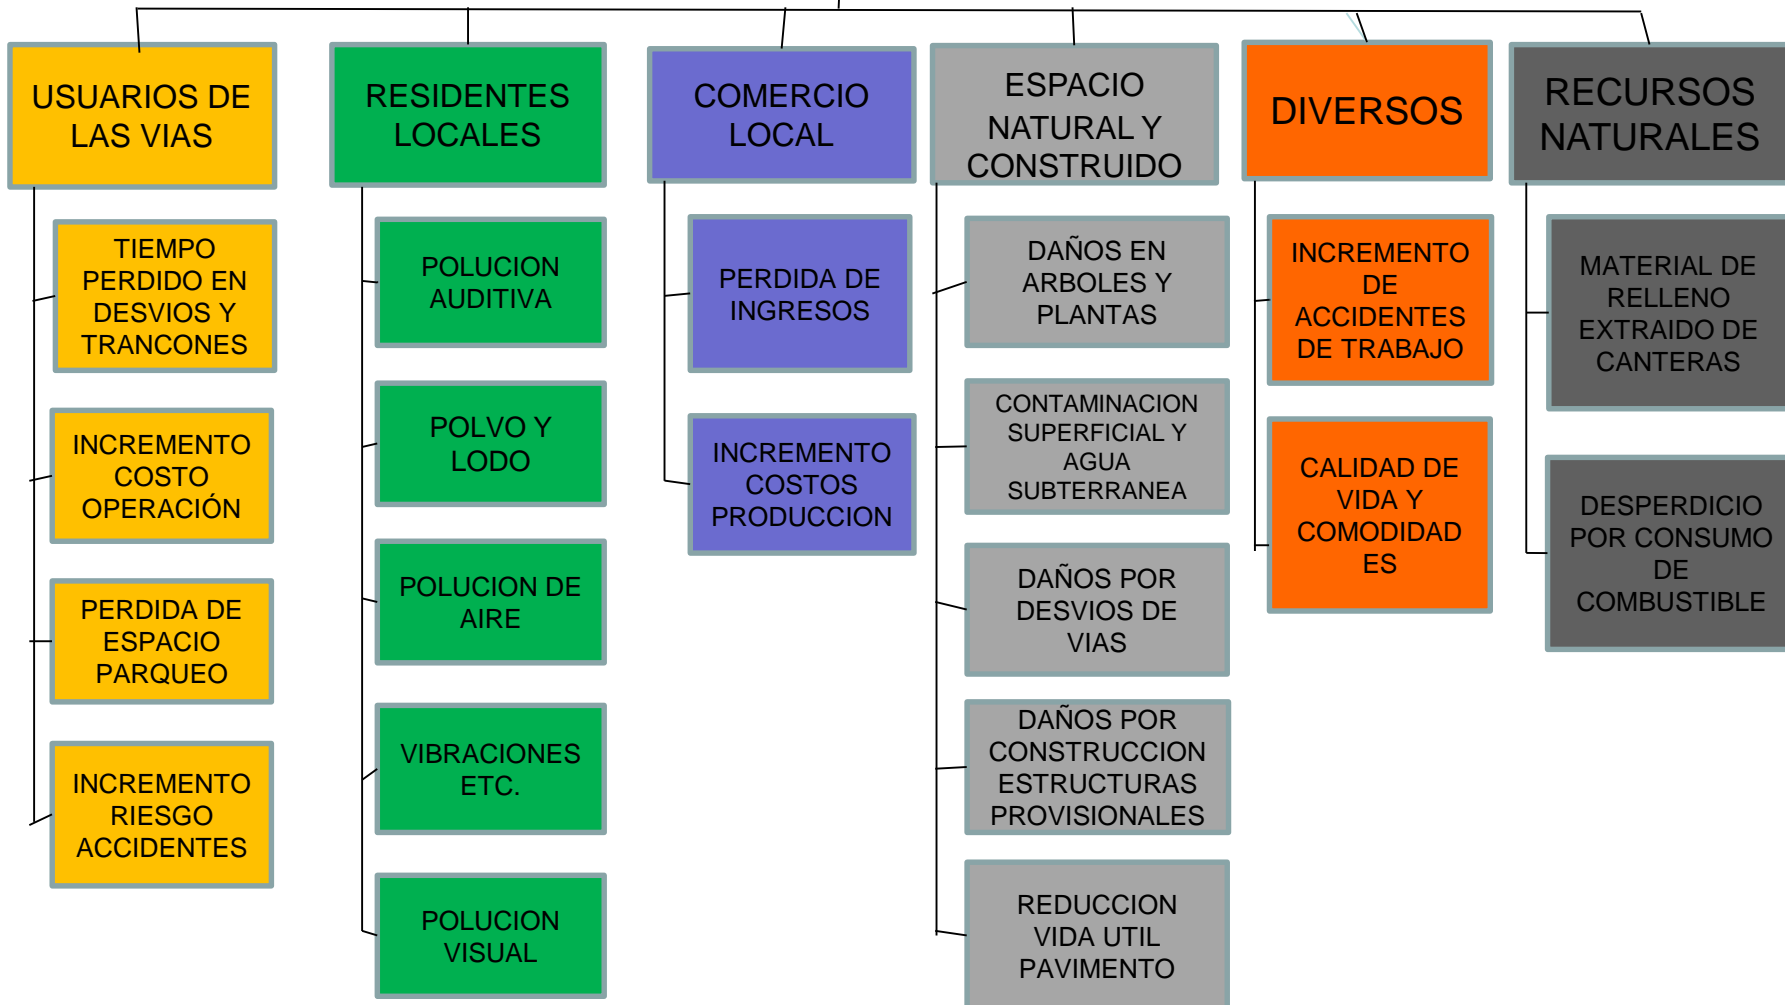 USUARIOS DE
LAS VIAS
TIEMPO
PERDIDO EN
DESVIOS Y
TRANCONES
INCREMENTO
COSTO
OPERACIÓN
PERDIDA DE
ESPACIO
PARQUEO
INCREMENTO
RIESGO
ACCIDENTES
RESIDENTES
LOCALES
POLUCION
AUDITIVA
POLVO Y
LODO
POLUCION DE
AIRE
VIBRACIONES
ETC.
POLUCION
VISUAL
COMERCIO
LOCAL
PERDIDA DE
INGRESOS
INCREMENTO
COSTOS
PRODUCCION
ESPACIO
NATURAL Y
CONSTRUIDO
DAÑOS EN
ARBOLES Y
PLANTAS
CONTAMINACION
SUPERFICIAL Y
AGUA
SUBTERRANEA
DAÑOS POR
DESVIOS DE
VIAS
DAÑOS POR
CONSTRUCCION
ESTRUCTURAS
PROVISIONALES
REDUCCION
VIDA UTIL
PAVIMENTO
DIVERSOS
INCREMENTO
DE
ACCIDENTES
DE TRABAJO
CALIDAD DE
VIDA Y
COMODIDAD
ES
RECURSOS
NATURALES
MATERIAL DE
RELLENO
EXTRAIDO DE
CANTERAS
DESPERDICIO
POR CONSUMO
DE
COMBUSTIBLE